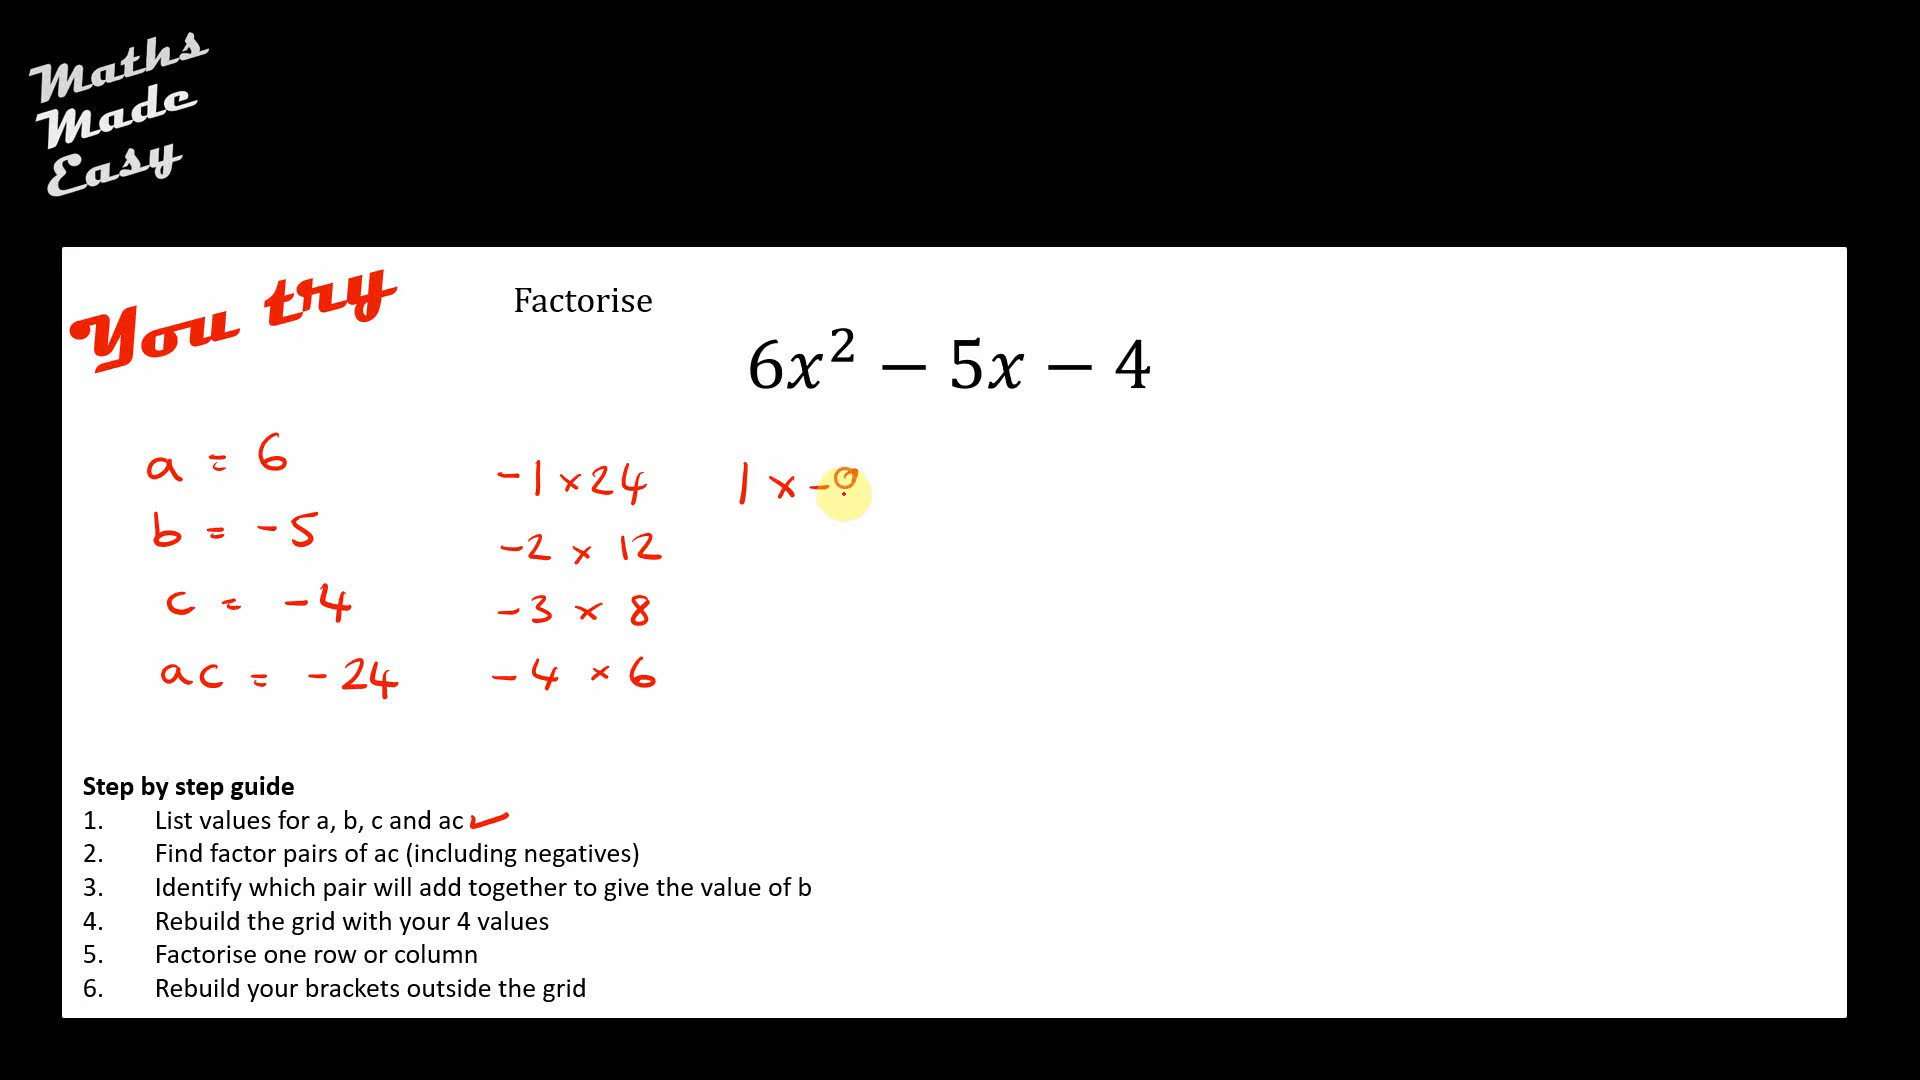 Maths
Made
Easy
You try
Factorise
6x² − 5x − 4
a = 6
b = -5
c = -4
ac = -24
-1 x 24
-2 x 12
-3 x 8
-4 x 6
1 x -
Step by step guide
1. List values for a, b, c and ac ✓
2. Find factor pairs of ac (including negatives)
3. Identify which pair will add together to give the value of b
4. Rebuild the grid with your 4 values
5. Factorise one row or column
6. Rebuild your brackets outside the grid